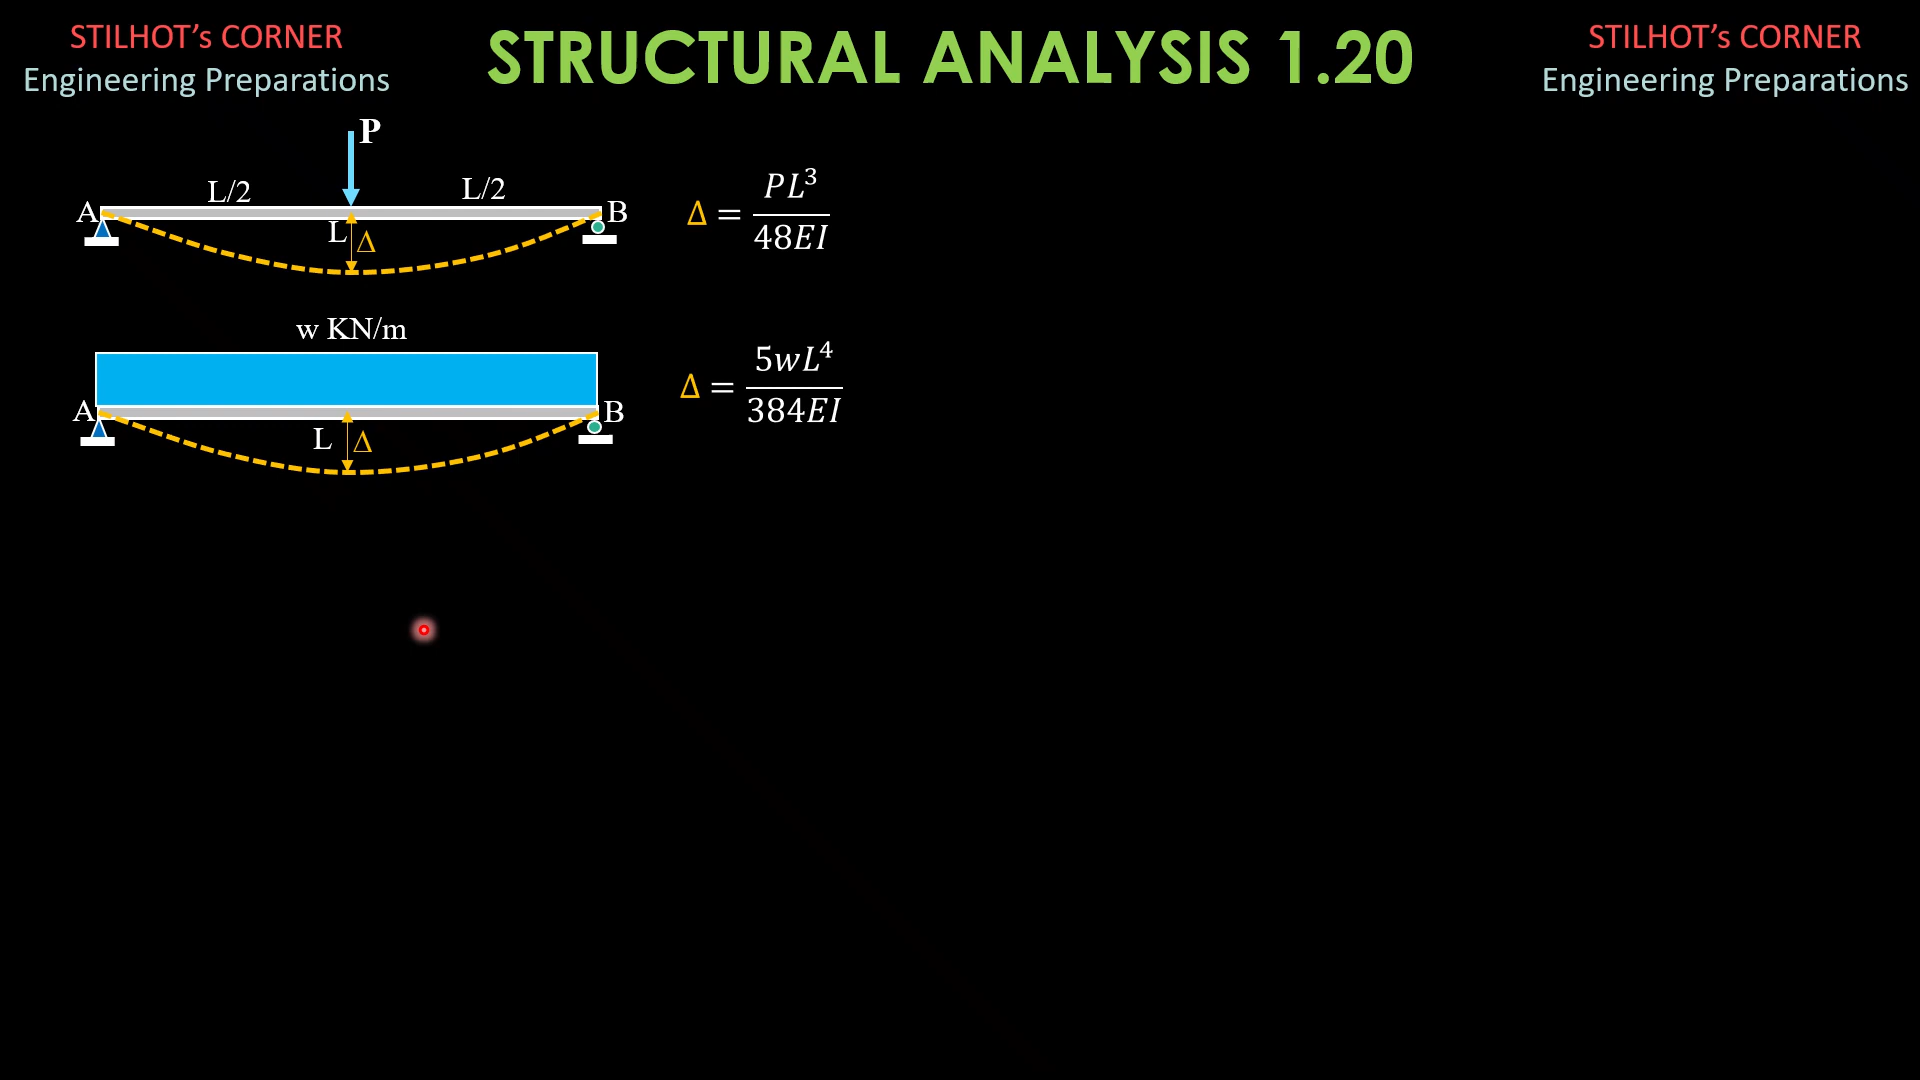 STILHOT’s CORNER
Engineering Preparations
STRUCTURAL ANALYSIS 1.20
STILHOT’s CORNER
Engineering Preparations
P
L/2 L/2
A B
L Δ
Δ = PL³/48EI
w KN/m
A B
L Δ
Δ = 5wL⁴/384EI